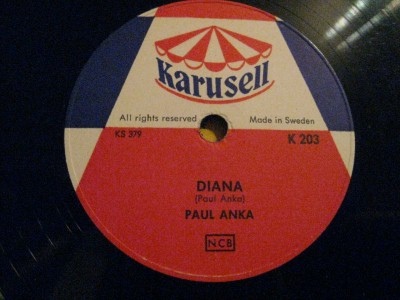 Karusell
All rights reserved Made in Sweden
KS 379 K 203
DIANA
(Paul Anka)
PAUL ANKA
NCB